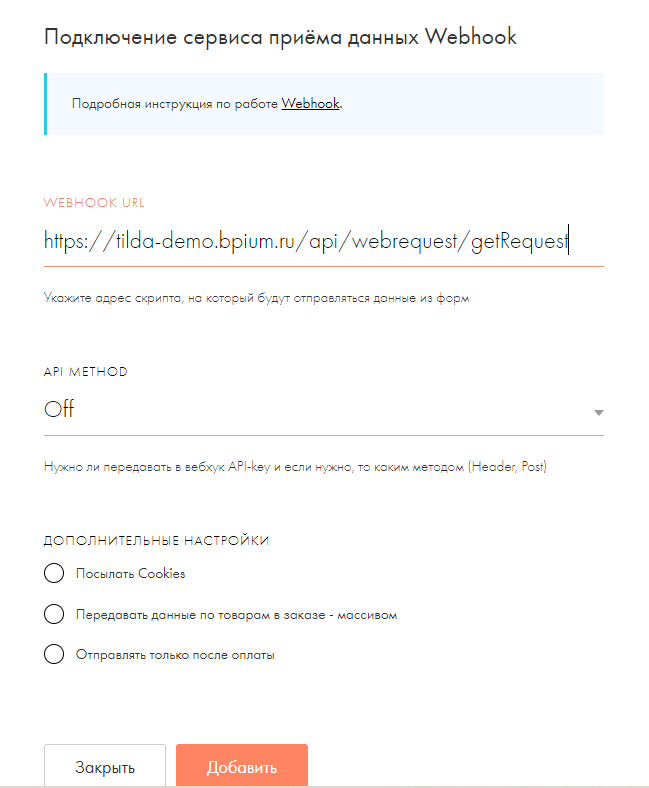 Подключение сервиса приёма данных Webhook
Подробная инструкция по работе Webhook.
WEBHOOK URL
https://tilda-demo.bpium.ru/api/webrequest/getRequest
Укажите адрес скрипта, на который будут отправляться данные из форм
API METHOD
Off
Нужно ли передавать в вебхук API-key и если нужно, то каким методом (Header, Post)
ДОПОЛНИТЕЛЬНЫЕ НАСТРОЙКИ
Посылать Cookies
Передавать данные по товарам в заказе - массивом
Отправлять только после оплаты
Закрыть Добавить